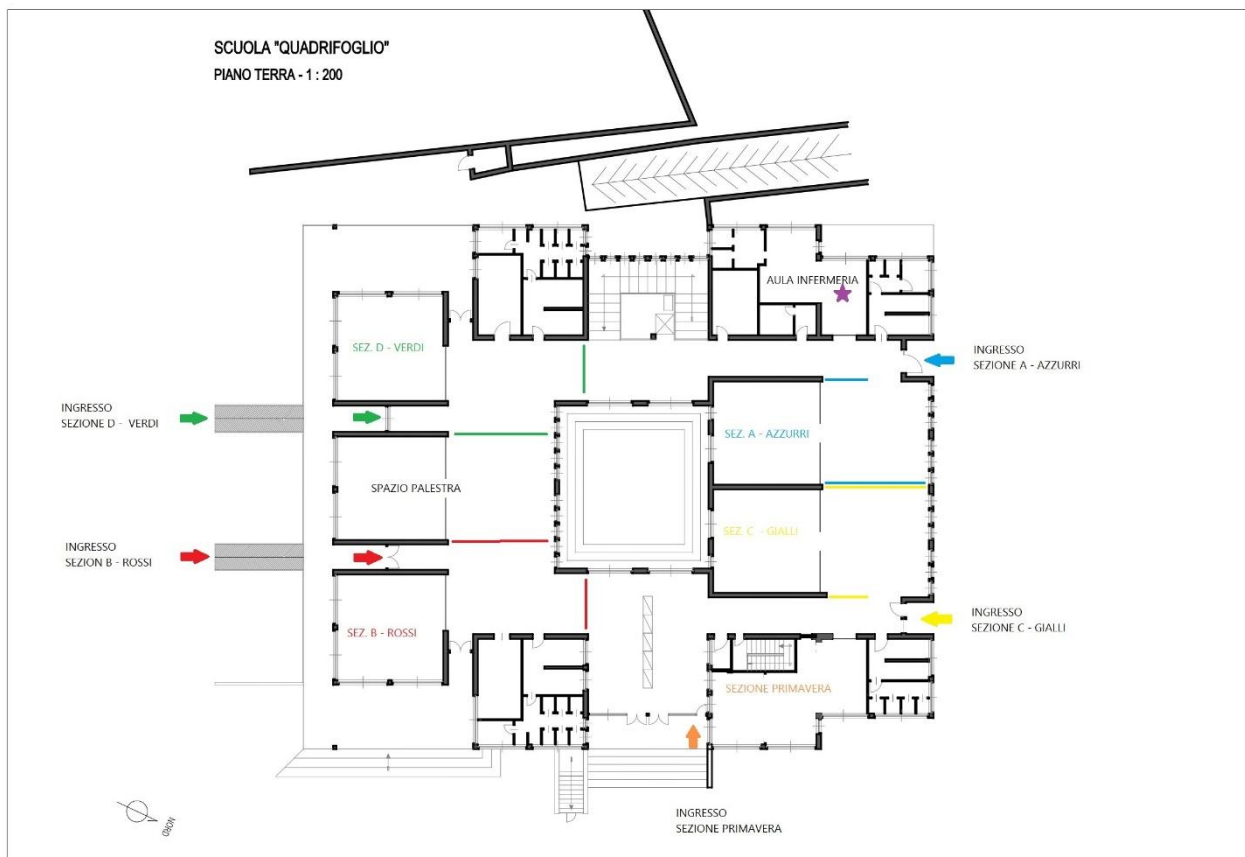 SCUOLA "QUADRIFOGLIO"
PIANO TERRA - 1 : 200
AULA INFERMERIA
SEZ. D - VERDI
INGRESSO
SEZIONE A - AZZURRI
INGRESSO
SEZIONE D - VERDI
SEZ. A - AZZURRI
SPAZIO PALESTRA
SEZ. C - GIALLI
INGRESSO
SEZION B - ROSSI
INGRESSO
SEZIONE C - GIALLI
SEZ. B - ROSSI
SEZIONE PRIMAVERA
INGRESSO
SEZIONE PRIMAVERA
NORD